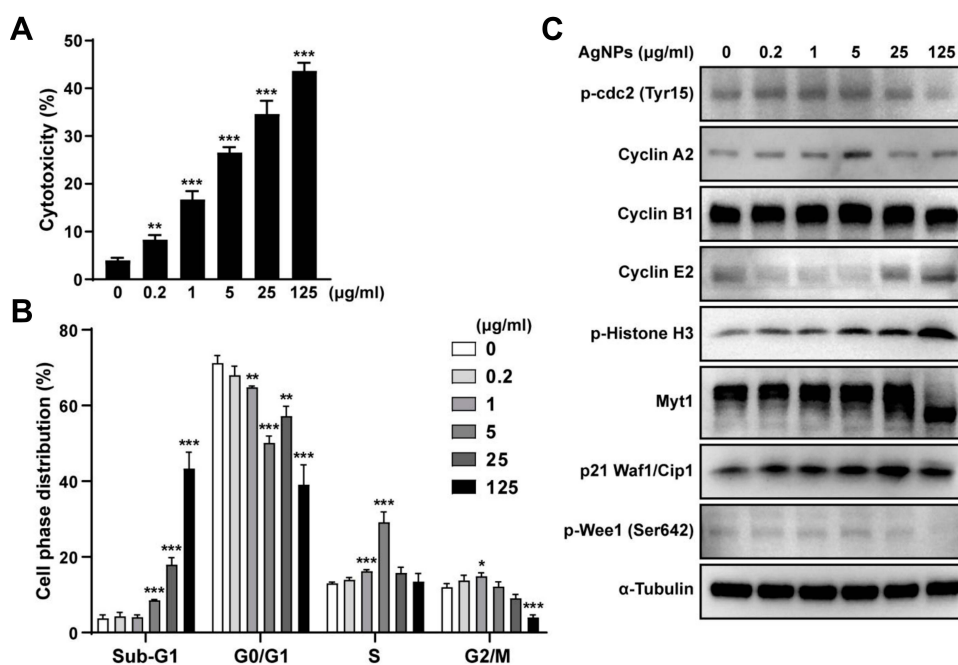 A
Cytotoxicity (%)
50
40
30
20
10
0
**
***
***
***
***
0 0.2 1 5 25 125 (μg/ml)
B
Cell phase distribution (%)
80
60
40
20
0
***
***
***
**
***
**
***
***
***
*
***
(μg/ml)
0
0.2
1
5
25
125
Sub-G1 G0/G1 S G2/M
C
AgNPs (μg/ml) 0 0.2 1 5 25 125
p-cdc2 (Tyr15)
Cyclin A2
Cyclin B1
Cyclin E2
p-Histone H3
Myt1
p21 Waf1/Cip1
p-Wee1 (Ser642)
α-Tubulin